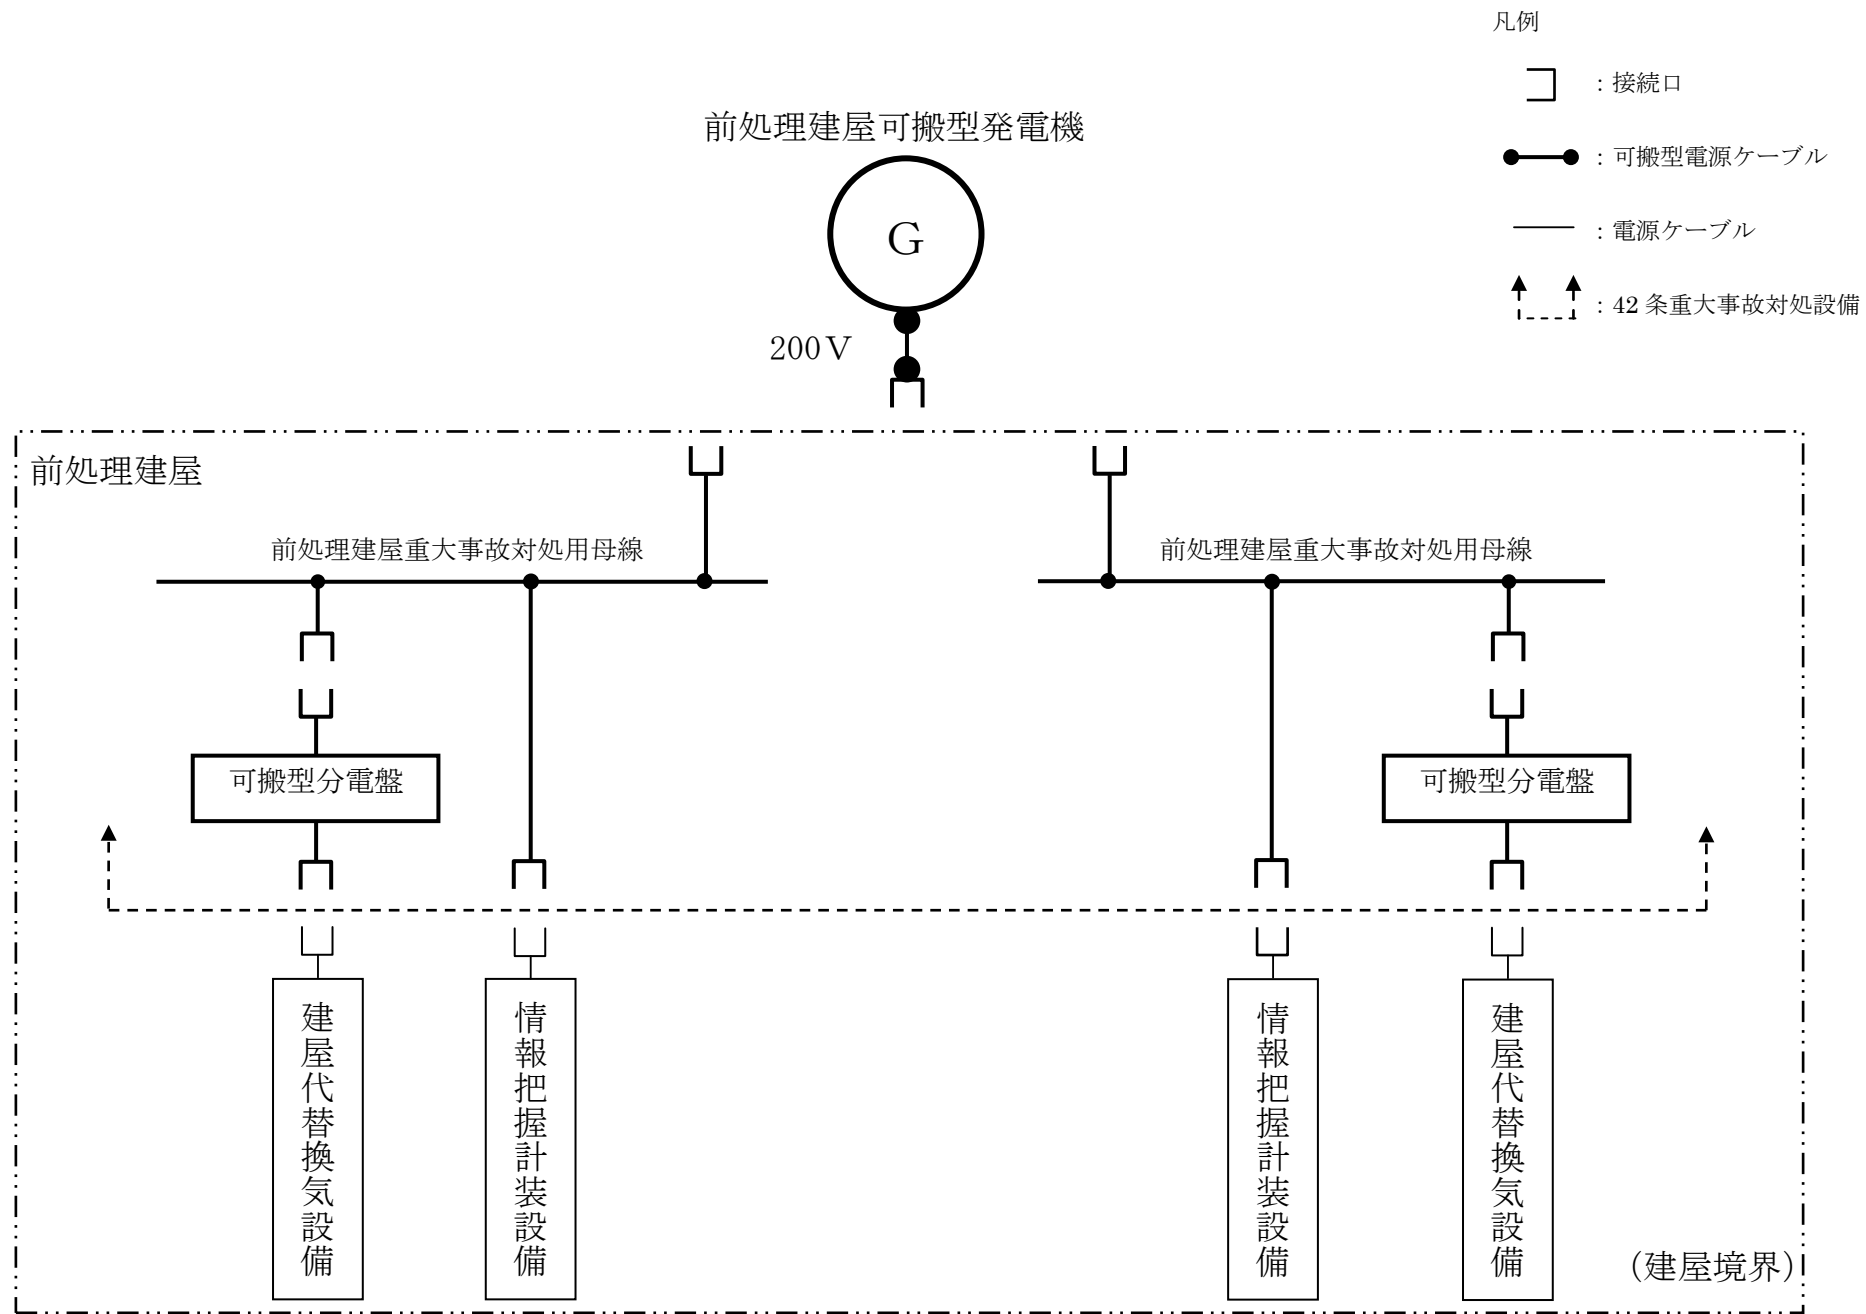 凡例
:接続口
前処理建屋可搬型発電機
:可搬型電源ケーブル
G
:電源ケーブル
:42条重大事故対処設備
200V
前処理建屋
前処理建屋重大事故対処用母線
前処理建屋重大事故対処用母線
可搬型分電盤
可搬型分電盤
建屋代替換気設備
情報把握計装設備
情報把握計装設備
建屋代替換気設備
(建屋境界)